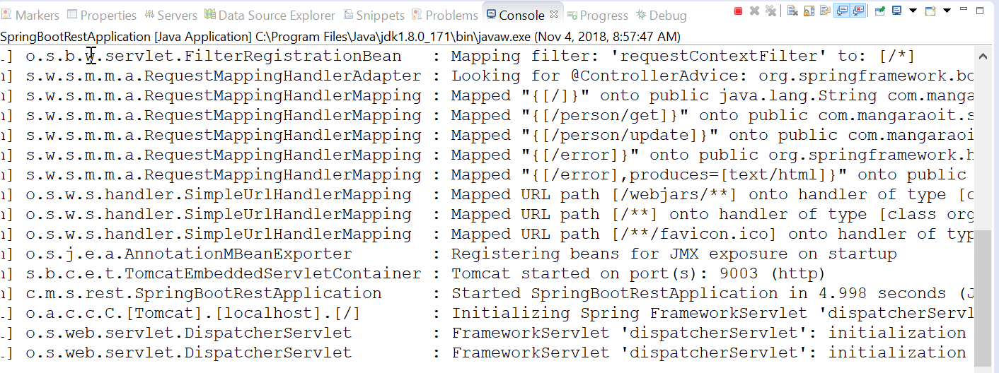 Markers Properties Servers Data Source Explorer Snippets Problems Console Progress Debug
SpringBootRestApplication [Java Application] C:\Program Files\Java\jdk1.8.0_171\bin\javaw.exe (Nov 4, 2018, 8:57:47 AM)
.] o.s.b.w.servlet.FilterRegistrationBean : Mapping filter: 'requestContextFilter' to: [/*]
n] s.w.s.m.m.a.RequestMappingHandlerAdapter : Looking for @ControllerAdvice: org.springframework.bo
n] s.w.s.m.m.a.RequestMappingHandlerMapping : Mapped "{[/]}" onto public java.lang.String com.manga
n] s.w.s.m.m.a.RequestMappingHandlerMapping : Mapped "{[/person/get]}" onto public com.mangaraoit.s
n] s.w.s.m.m.a.RequestMappingHandlerMapping : Mapped "{[/person/update]}" onto public com.mangaraoi
n] s.w.s.m.m.a.RequestMappingHandlerMapping : Mapped "{[/error]}" onto public org.springframework.h
n] s.w.s.m.m.a.RequestMappingHandlerMapping : Mapped "{[/error],produces=[text/html]}" onto public
n] o.s.w.s.handler.SimpleUrlHandlerMapping : Mapped URL path [/webjars/**] onto handler of type [c
n] o.s.w.s.handler.SimpleUrlHandlerMapping : Mapped URL path [/**] onto handler of type [class org
n] o.s.w.s.handler.SimpleUrlHandlerMapping : Mapped URL path [/**/favicon.ico] onto handler of typ
n] o.s.j.e.a.AnnotationMBeanExporter : Registering beans for JMX exposure on startup
n] s.b.c.e.t.TomcatEmbeddedServletContainer : Tomcat started on port(s): 9003 (http)
n] c.m.s.rest.SpringBootRestApplication : Started SpringBootRestApplication in 4.998 seconds (J
.] o.a.c.c.C.[Tomcat].[localhost].[/] : Initializing Spring FrameworkServlet 'dispatcherServl
.] o.s.web.servlet.DispatcherServlet : FrameworkServlet 'dispatcherServlet': initialization
.] o.s.web.servlet.DispatcherServlet : FrameworkServlet 'dispatcherServlet': initialization